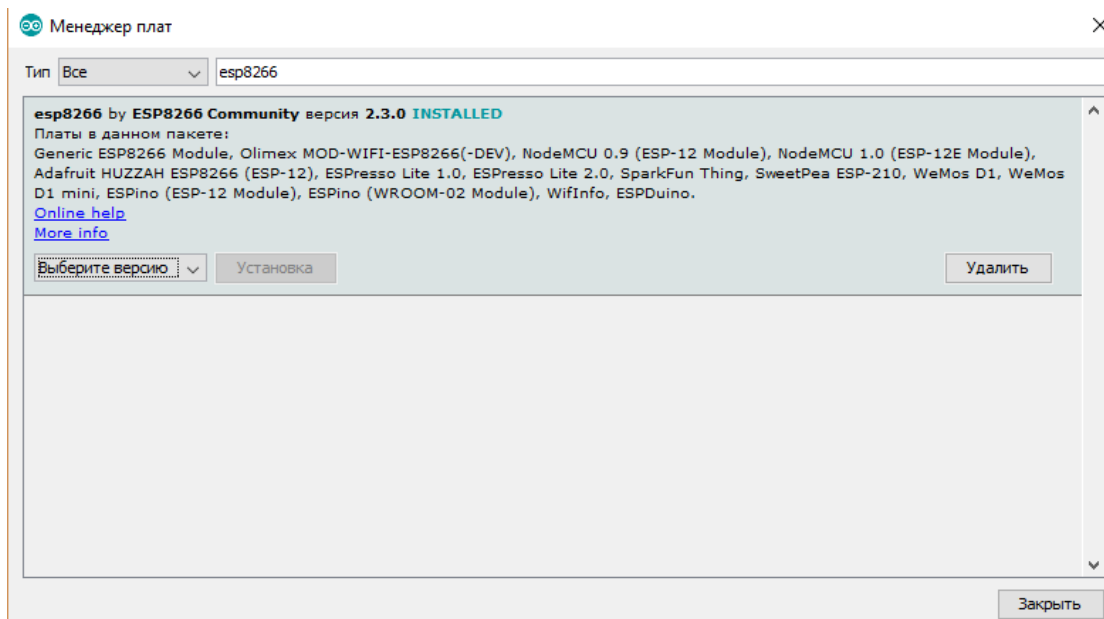 Менеджер плат
Тип Все esp8266
esp8266 by ESP8266 Community версия 2.3.0 INSTALLED
Платы в данном пакете:
Generic ESP8266 Module, Olimex MOD-WIFI-ESP8266(-DEV), NodeMCU 0.9 (ESP-12 Module), NodeMCU 1.0 (ESP-12E Module),
Adafruit HUZZAH ESP8266 (ESP-12), ESPresso Lite 1.0, ESPresso Lite 2.0, SparkFun Thing, SweetPea ESP-210, WeMos D1, WeMos
D1 mini, ESPino (ESP-12 Module), ESPino (WROOM-02 Module), WifInfo, ESPDuino.
Online help
More info
Выберите версию Установка Удалить
Закрыть